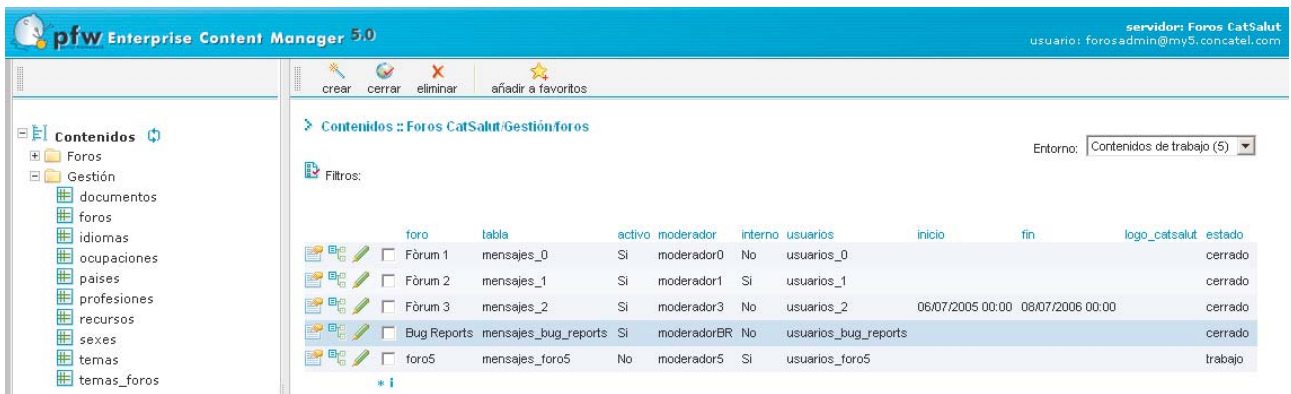 pfw Enterprise Content Manager 5.0
servidor: Foros CatSalut
usuario: forosadmin@my5.concatel.com
crear cerrar eliminar añadir a favoritos
Contenidos
Foros
Gestión
documentos
foros
idiomas
ocupaciones
paises
profesiones
recursos
sexes
temas
temas_foros
Contenidos :: Foros CatSalut/Gestión/foros
Entorno: Contenidos de trabajo (5)
Filtros:
foro tabla activo moderador interno usuarios inicio fin logo_catsalut estado
Fòrum 1 mensajes_0 Si moderador0 No usuarios_0 cerrado
Fòrum 2 mensajes_1 Si moderador1 Si usuarios_1 cerrado
Fòrum 3 mensajes_2 Si moderador3 No usuarios_2 06/07/2005 00:00 08/07/2006 00:00 cerrado
Bug Reports mensajes_bug_reports Si moderadorBR No usuarios_bug_reports cerrado
foro5 mensajes_foro5 No moderador5 Si usuarios_foro5 trabajo
* i